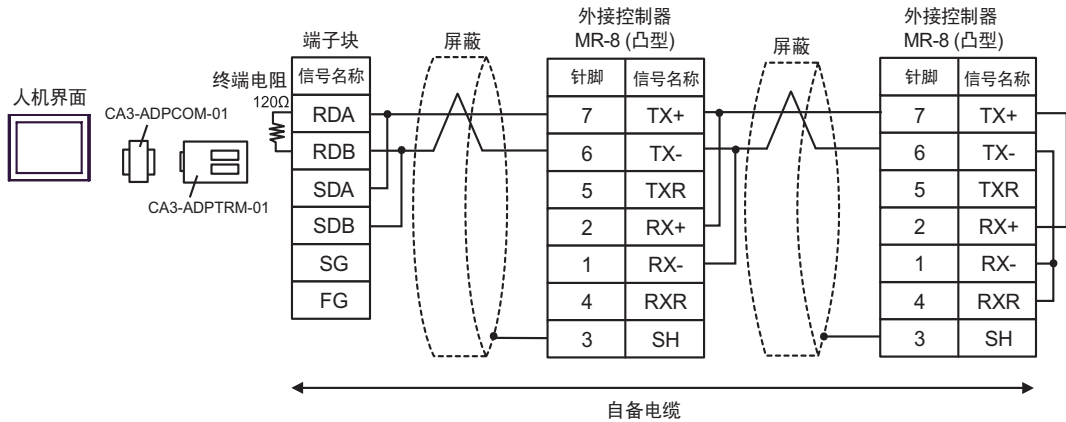 人机界面
CA3-ADPCOM-01
CA3-ADPTRM-01
终端电阻
120Ω
端子块
信号名称
RDA
RDB
SDA
SDB
SG
FG
屏蔽
外接控制器
MR-8 (凸型)
针脚 信号名称
7 TX+
6 TX-
5 TXR
2 RX+
1 RX-
4 RXR
3 SH
屏蔽
外接控制器
MR-8 (凸型)
针脚 信号名称
7 TX+
6 TX-
5 TXR
2 RX+
1 RX-
4 RXR
3 SH
自备电缆